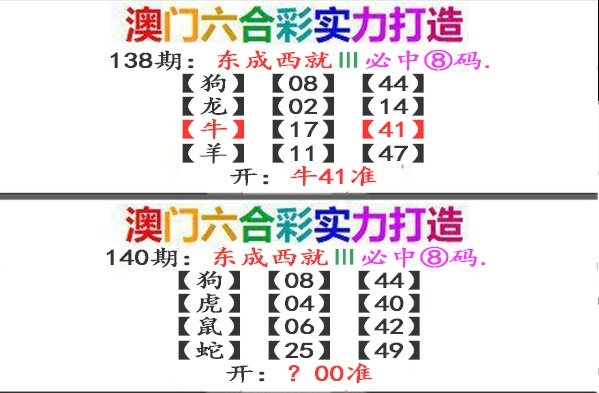 澳门六合彩实力打造
138期：东成西就III必中⑧码.
【狗】【08】【44】
【龙】【02】【14】
【牛】【17】【41】
【羊】【11】【47】
开：牛41准
澳门六合彩实力打造
140期：东成西就III必中⑧码.
【狗】【08】【44】
【虎】【04】【40】
【鼠】【06】【42】
【蛇】【25】【49】
开：？00准